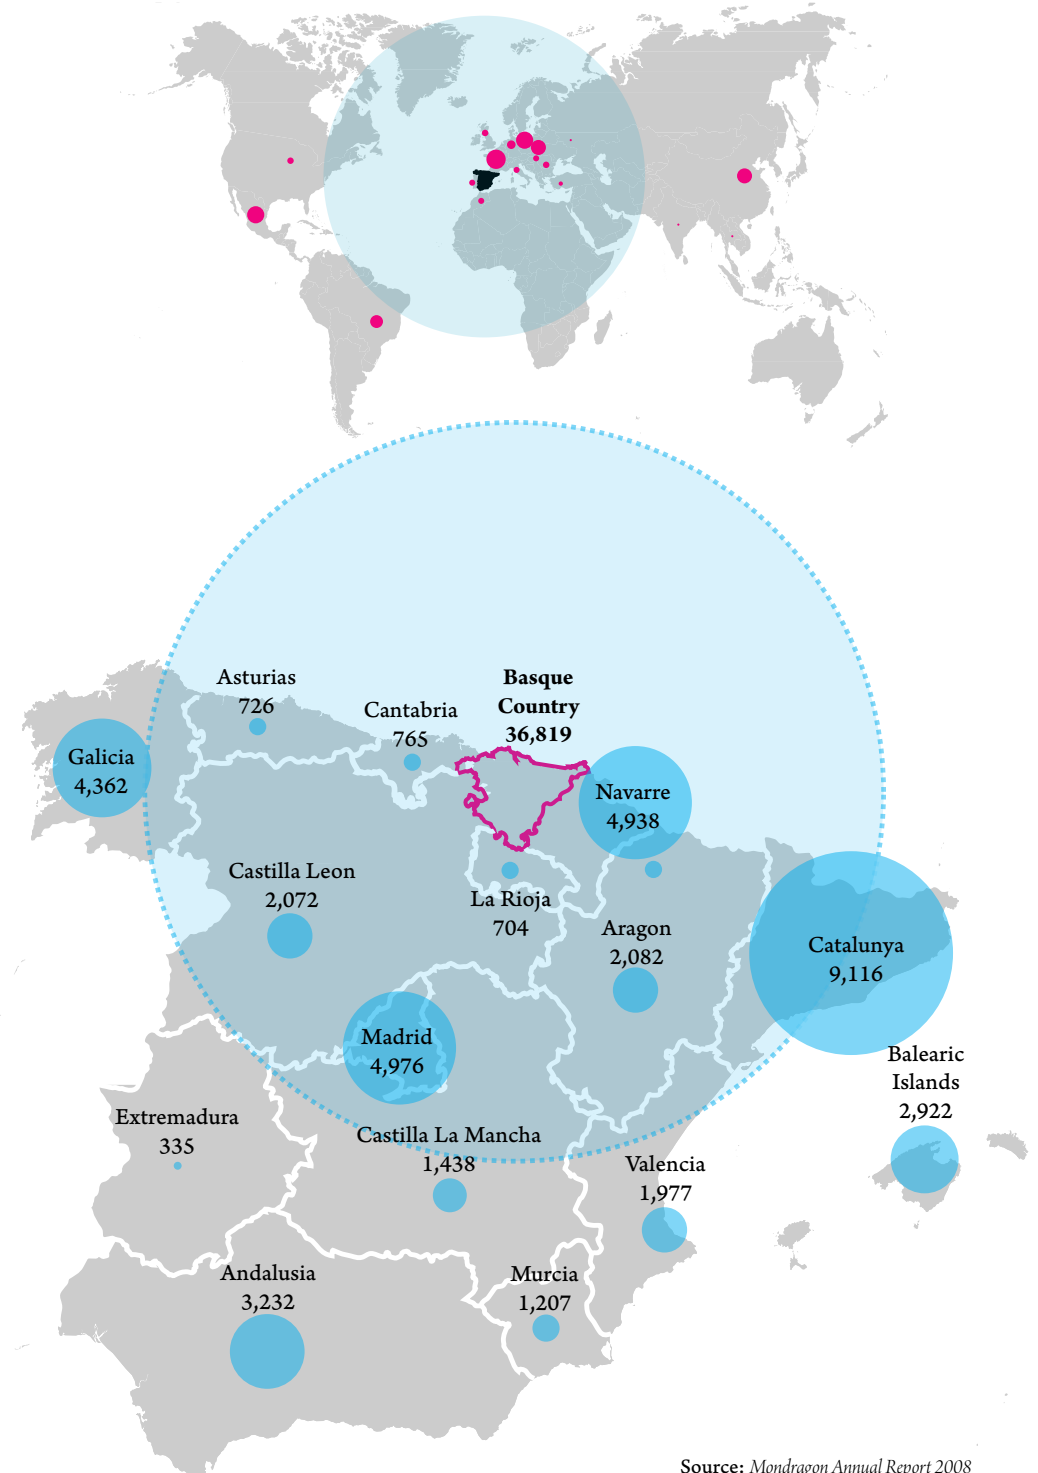 Asturias
726
Cantabria
765
Basque
Country
36,819
Galicia
4,362
Navarre
4,938
Castilla Leon
2,072
La Rioja
704
Aragon
2,082
Catalunya
9,116
Madrid
4,976
Balearic
Islands
2,922
Extremadura
335
Castilla La Mancha
1,438
Valencia
1,977
Andalusia
3,232
Murcia
1,207
Source: Mondragon Annual Report 2008